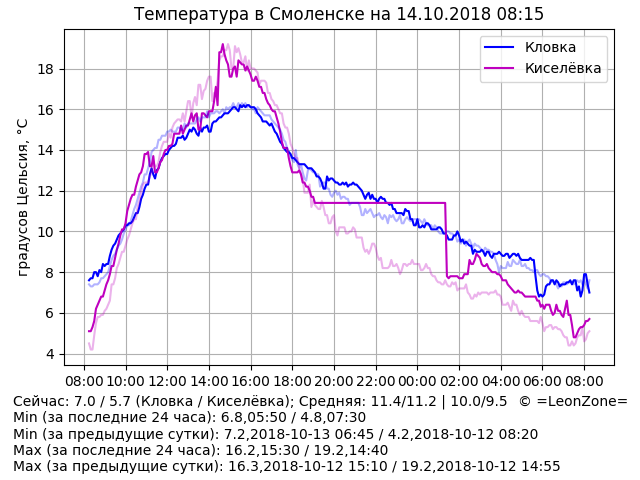 Температура в Смоленске на 14.10.2018 08:15
Кловка
Киселёвка
градусов Цельсия, °C
18
16
14
12
10
8
6
4
08:00 10:00 12:00 14:00 16:00 18:00 20:00 22:00 00:00 02:00 04:00 06:00 08:00
Сейчас: 7.0 / 5.7 (Кловка / Киселёвка); Средняя: 11.4/11.2 | 10.0/9.5 © =LeonZone=
Min (за последние 24 часа): 6.8,05:50 / 4.8,07:30
Min (за предыдущие сутки): 7.2,2018-10-13 06:45 / 4.2,2018-10-12 08:20
Max (за последние 24 часа): 16.2,15:30 / 19.2,14:40
Max (за предыдущие сутки): 16.3,2018-10-12 15:10 / 19.2,2018-10-12 14:55